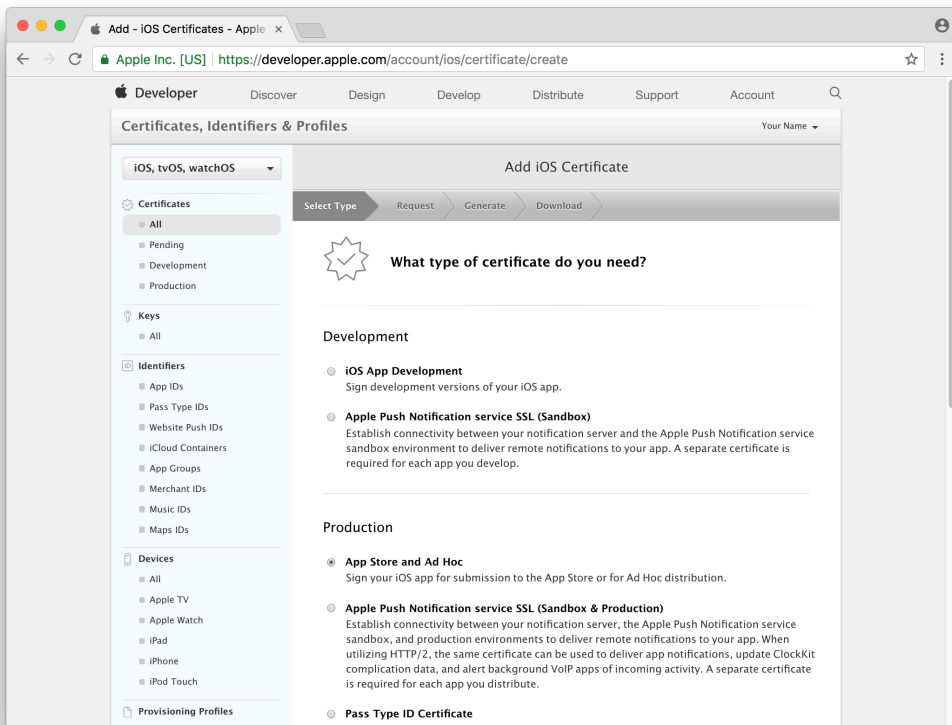 Add - iOS Certificates - Apple
Apple Inc. [US] https://developer.apple.com/account/ios/certificate/create
Developer Discover Design Develop Distribute Support Account
Certificates, Identifiers & Profiles
Your Name
iOS, tvOS, watchOS
Certificates
All
Pending
Development
Production
Keys
All
Identifiers
App IDs
Pass Type IDs
Website Push IDs
iCloud Containers
App Groups
Merchant IDs
Music IDs
Maps IDs
Devices
All
Apple TV
Apple Watch
iPad
iPhone
iPod Touch
Provisioning Profiles
Add iOS Certificate
Select Type Request Generate Download
What type of certificate do you need?
Development
iOS App Development
Sign development versions of your iOS app.
Apple Push Notification service SSL (Sandbox)
Establish connectivity between your notification server and the Apple Push Notification service
sandbox environment to deliver remote notifications to your app. A separate certificate is
required for each app you develop.
Production
App Store and Ad Hoc
Sign your iOS app for submission to the App Store or for Ad Hoc distribution.
Apple Push Notification service SSL (Sandbox & Production)
Establish connectivity between your notification server, the Apple Push Notification service
sandbox, and production environments to deliver remote notifications to your app. When
utilizing HTTP/2, the same certificate can be used to deliver app notifications, update ClockKit
complication data, and alert background VoIP apps of incoming activity. A separate certificate
is required for each app you distribute.
Pass Type ID Certificate